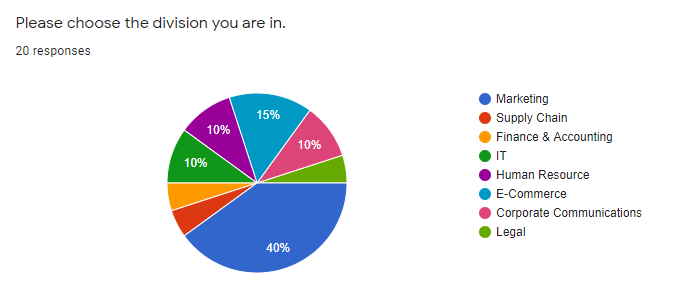 Please choose the division you are in.
20 responses
15%
10%
10%
10%
40%
Marketing
Supply Chain
Finance & Accounting
IT
Human Resource
E-Commerce
Corporate Communications
Legal